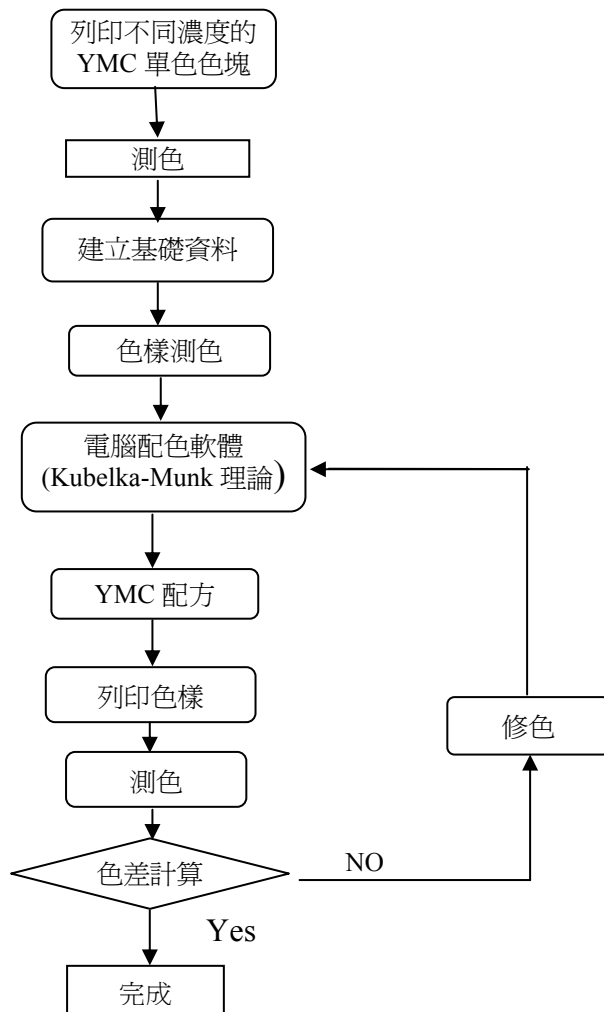 列印不同濃度的
YMC 單色色塊
測色
建立基礎資料
色樣測色
電腦配色軟體
(Kubelka-Munk 理論)
YMC 配方
列印色樣
修色
測色
色差計算
NO
Yes
完成